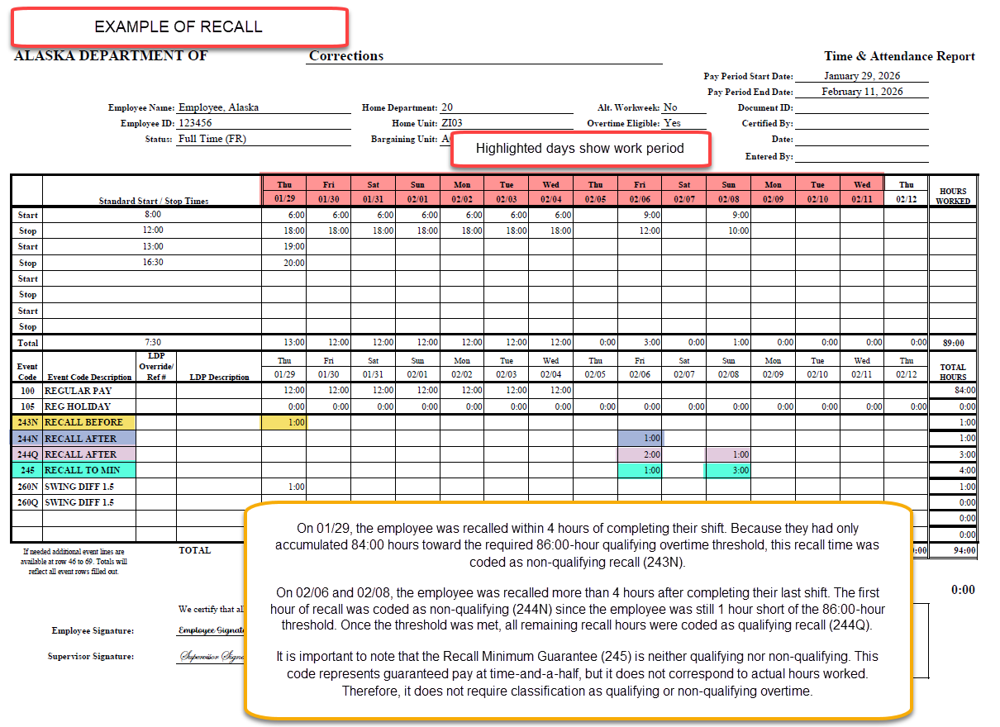 EXAMPLE OF RECALL
ALASKA DEPARTMENT OF Corrections Time & Attendance Report
Pay Period Start Date: January 29, 2026
Pay Period End Date: February 11, 2026
Employee Name: Employee, Alaska Home Department: 20 Alt. Workweek: No Document ID:
Employee ID: 123456 Home Unit: ZI03 Overtime Eligible: Yes Certified By:
Status: Full Time (FR) Bargaining Unit: Date:
Highlighted days show work period
Entered By:
Thu Fri Sat Sun Mon Tue Wed Thu Fri Sat Sun Mon Tue Wed Thu HOURS
Standard Start / Stop Times 01/29 01/30 01/31 02/01 02/02 02/03 02/04 02/05 02/06 02/07 02/08 02/09 02/10 02/11 02/12 WORKED
Start 8:00 6:00 6:00 6:00 6:00 6:00 6:00 6:00 9:00 9:00
Stop 12:00 18:00 18:00 18:00 18:00 18:00 18:00 18:00 12:00 10:00
Start 13:00 19:00
Stop 16:30 20:00
Start
Stop
Start
Stop
Total 7:30 13:00 12:00 12:00 12:00 12:00 12:00 12:00 0:00 3:00 0:00 1:00 0:00 0:00 0:00 0:00 89:00
LDP
Event Override/ Thu Fri Sat Sun Mon Tue Wed Thu Fri Sat Sun Mon Tue Wed Thu TOTAL
Code Event Code Description Ref # LDP Description 01/29 01/30 01/31 02/01 02/02 02/03 02/04 02/05 02/06 02/07 02/08 02/09 02/10 02/11 02/12 HOURS
100 REGULAR PAY 12:00 12:00 12:00 12:00 12:00 12:00 12:00 84:00
105 REG HOLIDAY 0:00 0:00 0:00 0:00 0:00 0:00 0:00 0:00 0:00 0:00 0:00 0:00 0:00 0:00 0:00 0:00
243N RECALL BEFORE 1:00 1:00
244N RECALL AFTER 1:00 1:00
244Q RECALL AFTER 2:00 1:00 3:00
245 RECALL TO MIN 1:00 3:00 4:00
260N SWING DIFF 1.5 1:00 1:00
260Q SWING DIFF 1.5 0:00
0:00
0:00
If needed additional event lines are
available at row 46 to 69. Totals will
reflect all event rows filled out.
TOTAL :00 94:00
0:00
We certify that all
Employee Signature: Employee
Supervisor Signature: Supervisor
On 01/29, the employee was recalled within 4 hours of completing their shift. Because they had only
accumulated 84:00 hours toward the required 86:00-hour qualifying overtime threshold, this recall time was
coded as non-qualifying recall (243N).
On 02/06 and 02/08, the employee was recalled more than 4 hours after completing their last shift. The first
hour of recall was coded as non-qualifying (244N) since the employee was still 1 hour short of the 86:00-hour
threshold. Once the threshold was met, all remaining recall hours were coded as qualifying recall (244Q).
It is important to note that the Recall Minimum Guarantee (245) is neither qualifying nor non-qualifying. This
code represents guaranteed pay at time-and-a-half, but it does not correspond to actual hours worked.
Therefore, it does not require classification as qualifying or non-qualifying overtime.